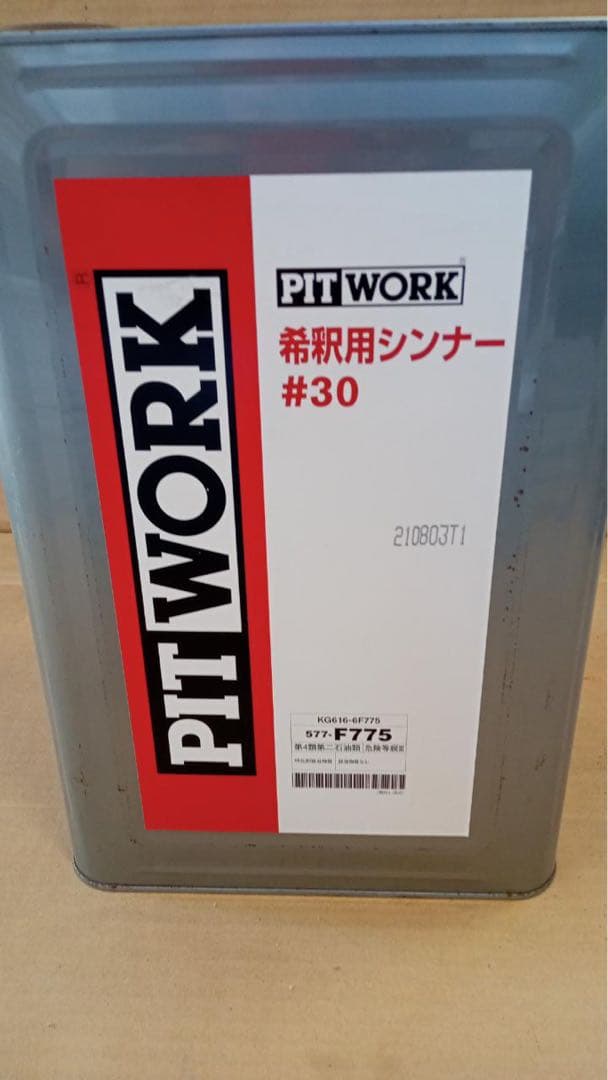 PIT WORK
PIT WORK
希釈用シンナー
#30
210803T1
KG616-6F775
577-F775
第4類第二石油類 危険等級Ⅲ